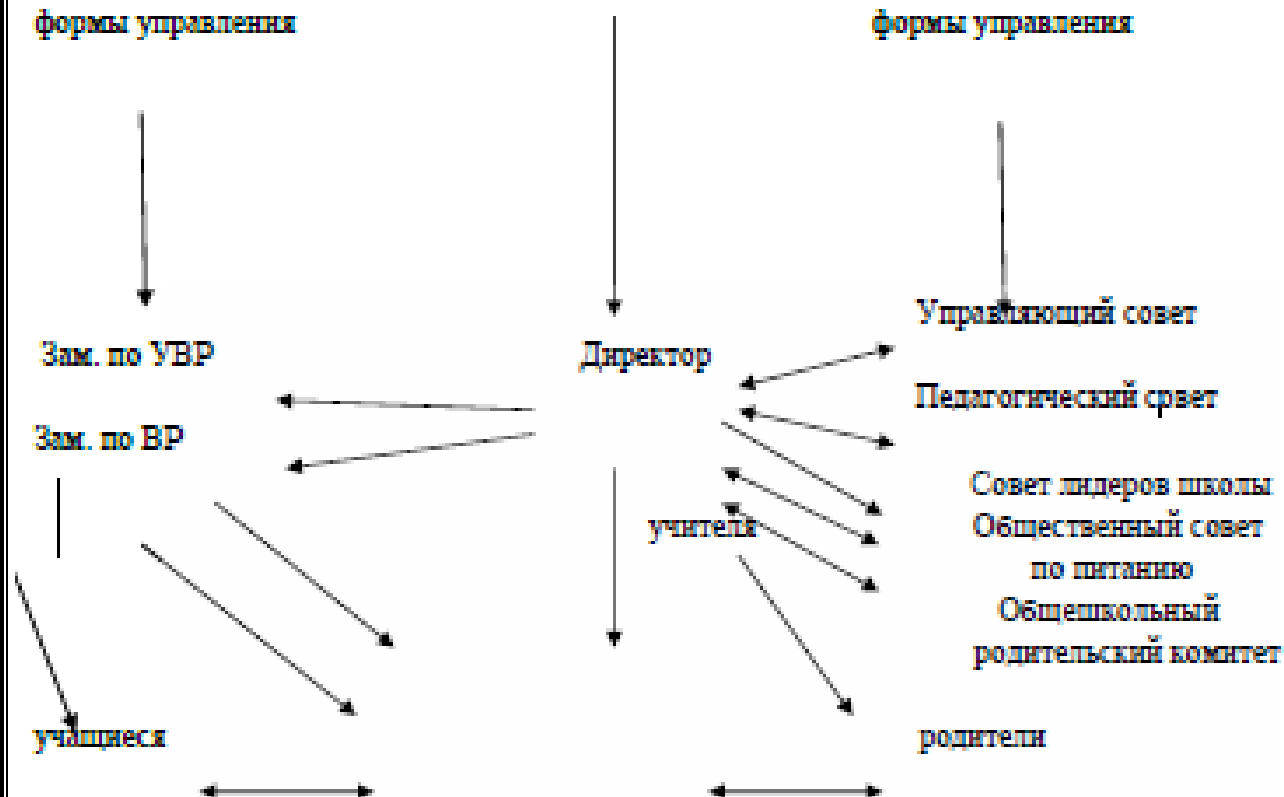 формы управления
формы управления
Управляющий совет
Зам. по УВР
Директор
Педагогический срвет
Зам. по ВР
Совет лидеров школы
учителя
Общественный совет
по питанию
Общешкольный
родительский комитет
учащиеся
родители